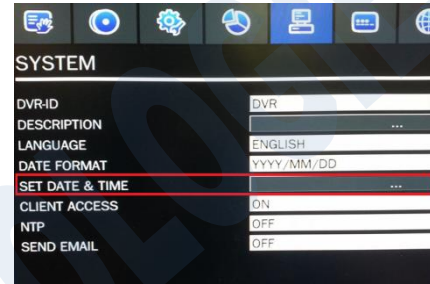 SYSTEM
DVR-ID DVR
DESCRIPTION ...
LANGUAGE ENGLISH
DATE FORMAT YYYY/MM/DD
SET DATE & TIME ...
CLIENT ACCESS ON
NTP OFF
SEND EMAIL OFF